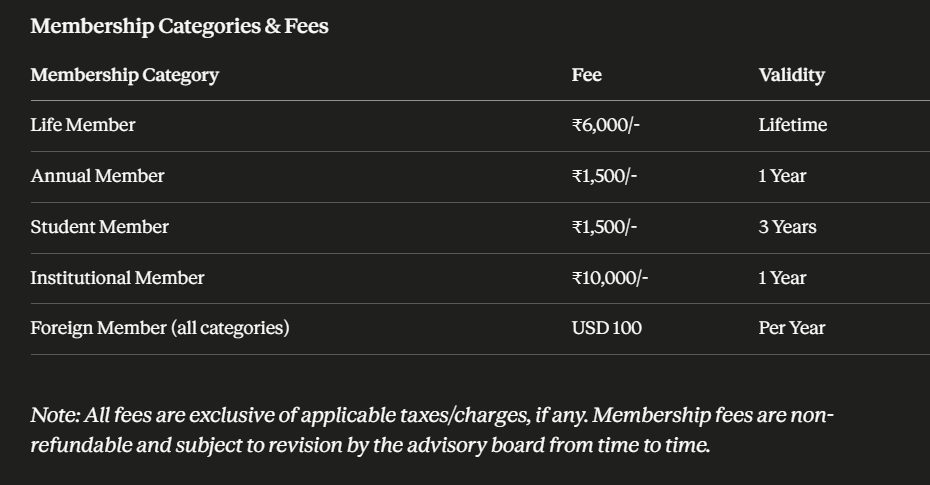 Membership Categories & Fees
Membership Category Fee Validity
Life Member ₹6,000/- Lifetime
Annual Member ₹1,500/- 1 Year
Student Member ₹1,500/- 3 Years
Institutional Member ₹10,000/- 1 Year
Foreign Member (all categories) USD 100 Per Year
Note: All fees are exclusive of applicable taxes/charges, if any. Membership fees are non-
refundable and subject to revision by the advisory board from time to time.